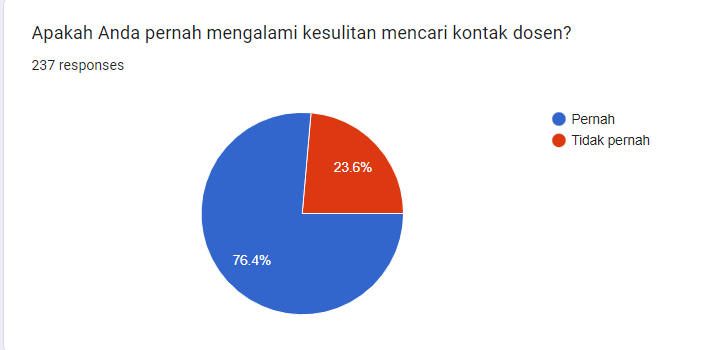 Apakah Anda pernah mengalami kesulitan mencari kontak dosen?
237 responses
Pernah
Tidak pernah
23.6%
76.4%